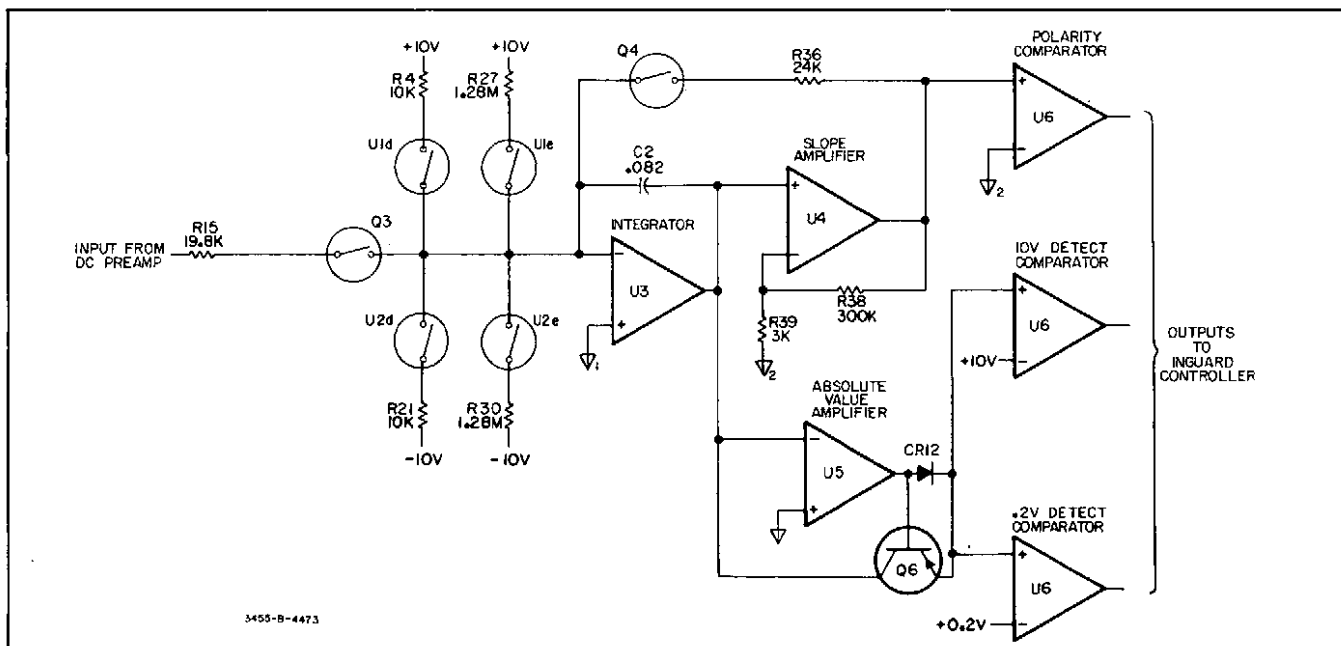 +10V
R4
10K
U1d
+10V
R27
1.28M
U1e
Q4
R36
24K
POLARITY
COMPARATOR
+
U6
-
2
C2
.082
SLOPE
AMPLIFIER
+
U4
-
INPUT FROM
DC PREAMP
R15
19.8K
Q3
INTEGRATOR
-
U3
+
1
R38
300K
R39
3K
2
10V DETECT
COMPARATOR
+
U6
+10V -
OUTPUTS
TO
INGUARD
CONTROLLER
U2d
R21
10K
-10V
U2e
R30
1.28M
-10V
ABSOLUTE
VALUE
AMPLIFIER
-
U5
+
CR12
Q6
.2V DETECT
COMPARATOR
+
U6
+0.2V -
3455-B-4473